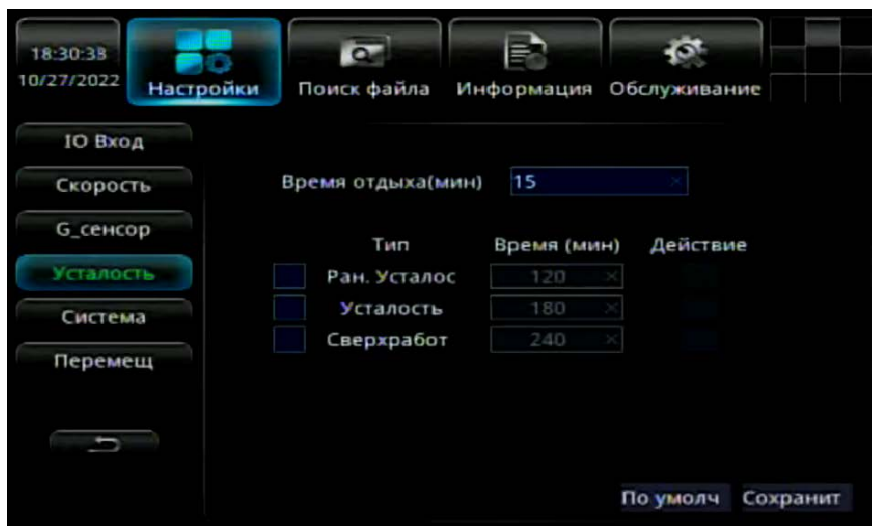 18:30:38
10/27/2022
Настройки
Поиск файла
Информация
Обслуживание
IO Вход
Скорость
G_сенсор
Усталость
Система
Перемещ
Время отдыха(мин) 15 ×
Тип Время (мин) Действие
Ран. Усталос 120 ×
Усталость 180 ×
Сверхработ 240 ×
По умолч Сохранит